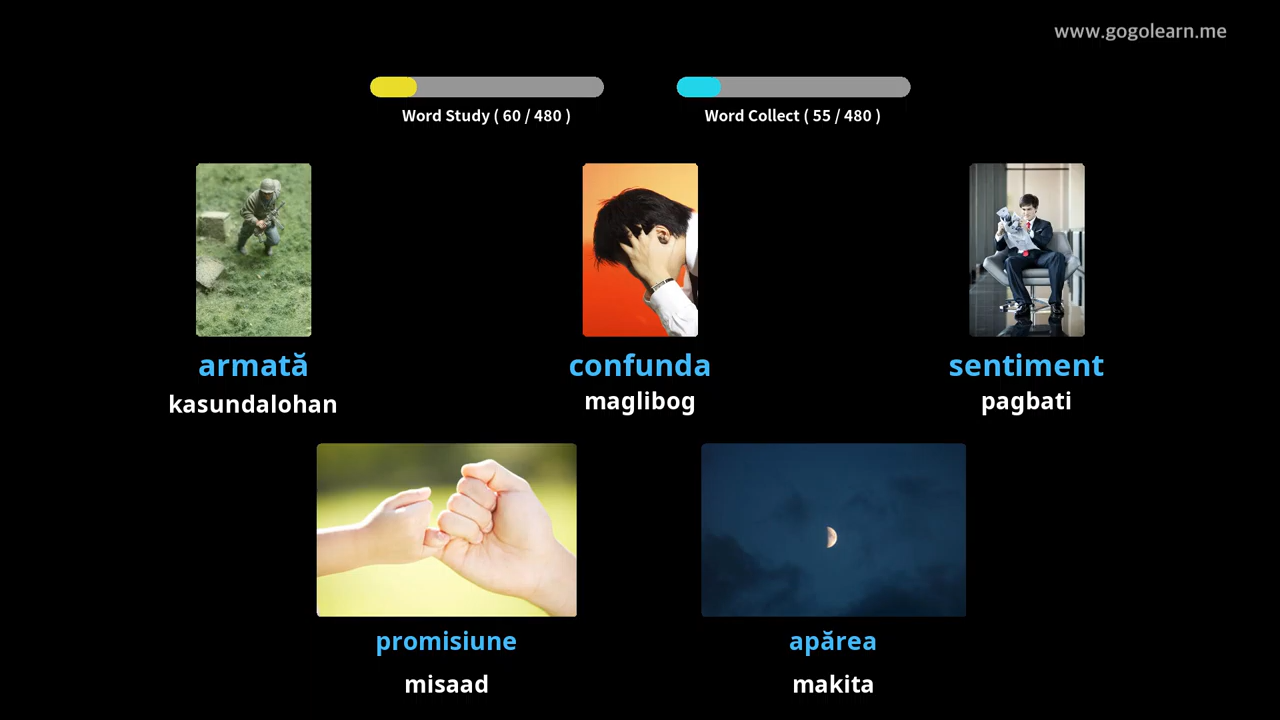 www.gogolearn.me
Word Study ( 60 / 480 )
Word Collect ( 55 / 480 )
armată
kasundalohan
confunda
maglibog
sentiment
pagbati
promisiune
misaad
apărea
makita